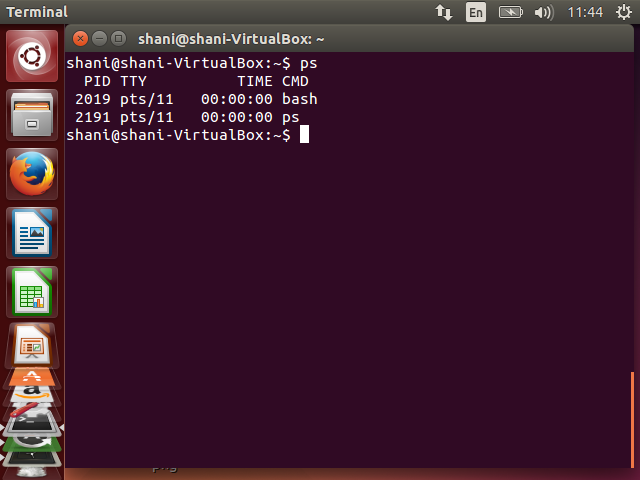 Terminal
En
11:44
shani@shani-VirtualBox: ~
shani@shani-VirtualBox:~$ ps
  PID TTY          TIME CMD
 2019 pts/11   00:00:00 bash
 2191 pts/11   00:00:00 ps
shani@shani-VirtualBox:~$
png